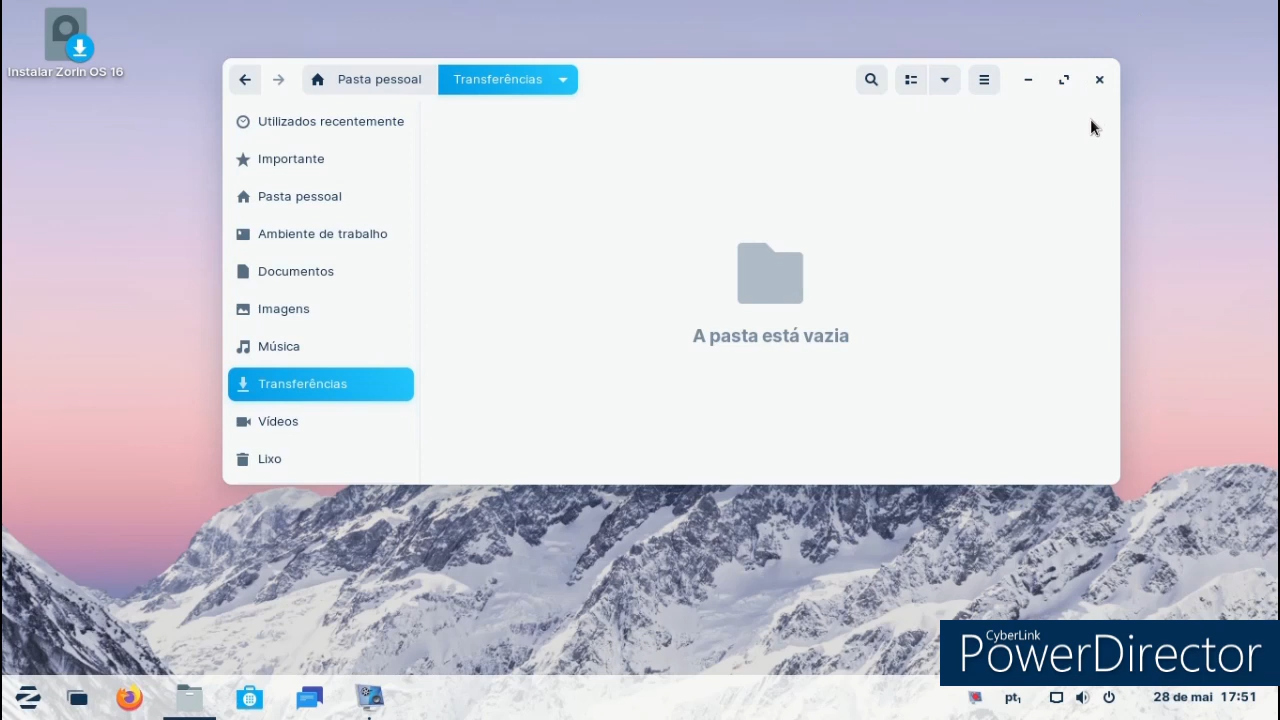 Instalar Zorin OS 16
Pasta pessoal
Transferências
Utilizados recentemente
Importante
Pasta pessoal
Ambiente de trabalho
Documentos
Imagens
Música
Transferências
Vídeos
Lixo
A pasta está vazia
CyberLink
PowerDirector
pt₁
28 de mai 17:51